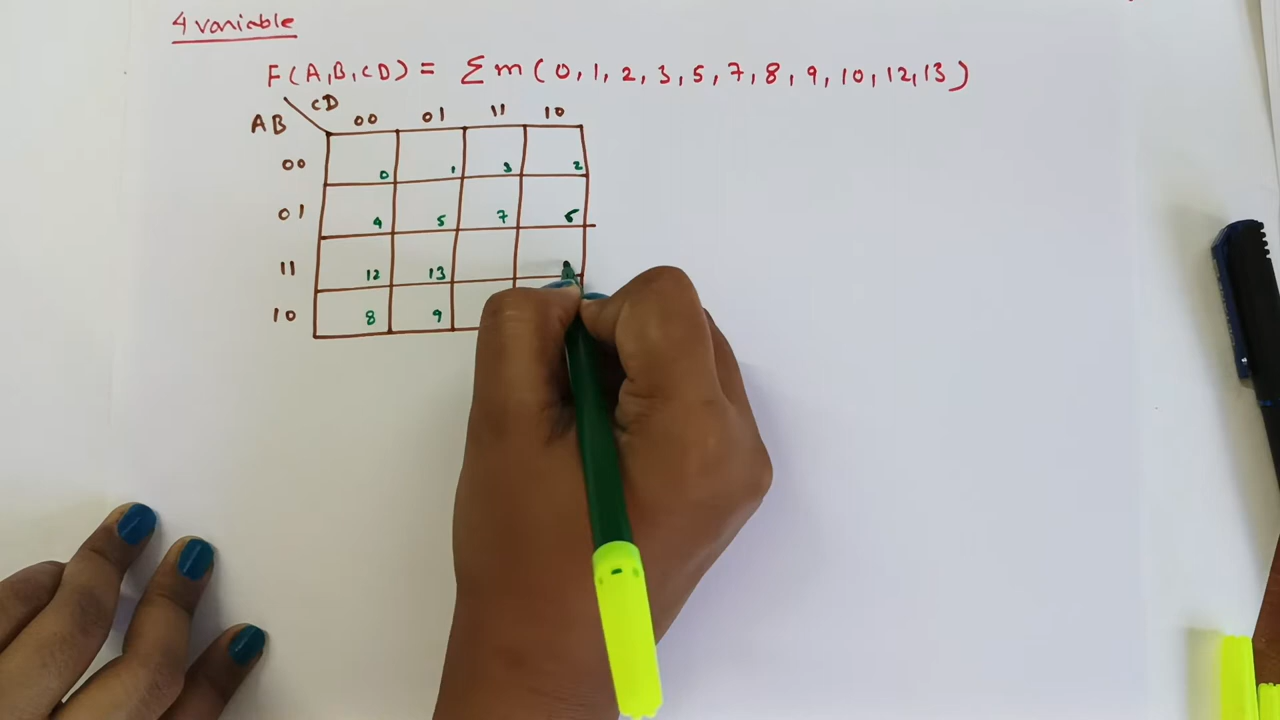 4 variable
F(A,B,CD) = Σm(0,1,2,3,5,7,8,9,10,12,13)
CD
AB 00 01 11 10
00 0 1 3 2
01 4 5 7 6
11 12 13
10 8 9